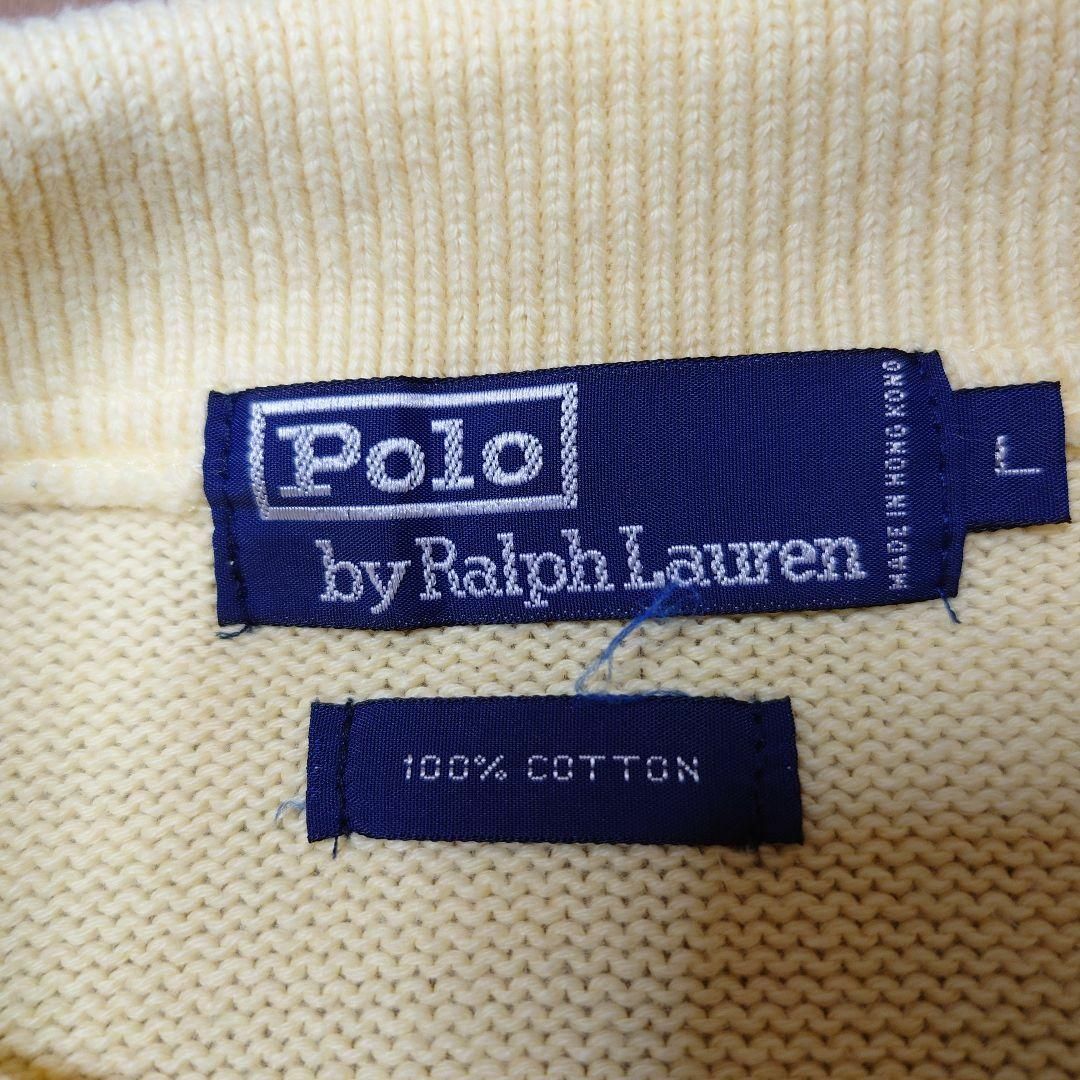 Polo
by Ralph Lauren
MADE IN HONG KONG
L
100% COTTON